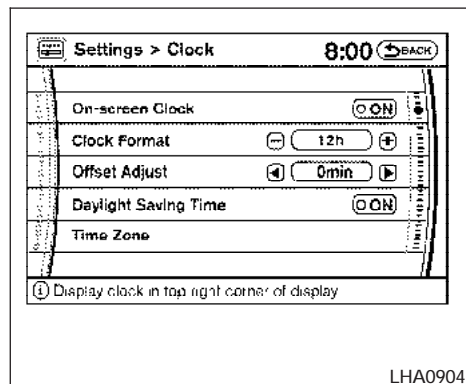 Settings > Clock 8:00 BACK
On-screen Clock ON
Clock Format 12h
Offset Adjust 0min
Daylight Saving Time ON
Time Zone
Display clock in top right corner of display
LHA0904